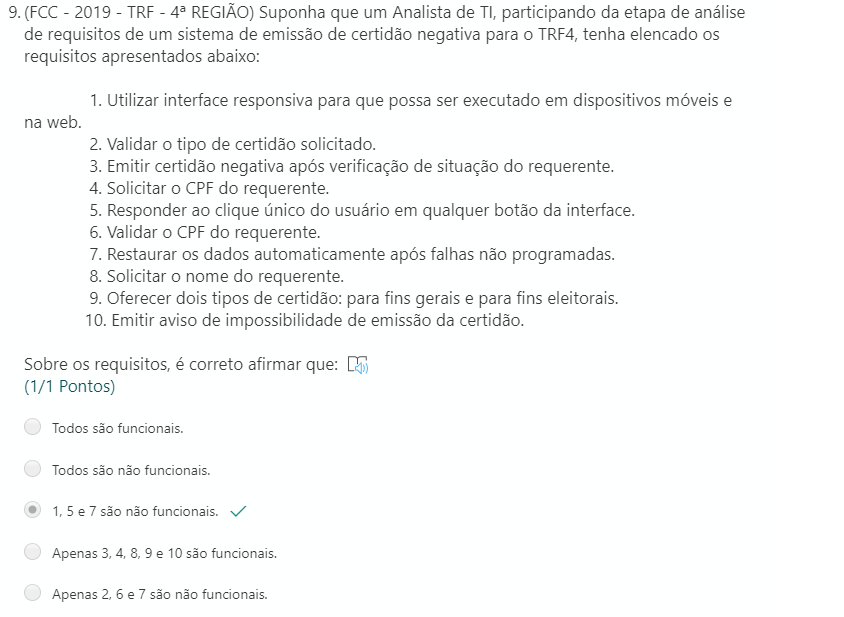 9. (FCC - 2019 - TRF - 4ª REGIÃO) Suponha que um Analista de TI, participando da etapa de análise
de requisitos de um sistema de emissão de certidão negativa para o TRF4, tenha elencado os
requisitos apresentados abaixo:
1. Utilizar interface responsiva para que possa ser executado em dispositivos móveis e
na web.
2. Validar o tipo de certidão solicitado.
3. Emitir certidão negativa após verificação de situação do requerente.
4. Solicitar o CPF do requerente.
5. Responder ao clique único do usuário em qualquer botão da interface.
6. Validar o CPF do requerente.
7. Restaurar os dados automaticamente após falhas não programadas.
8. Solicitar o nome do requerente.
9. Oferecer dois tipos de certidão: para fins gerais e para fins eleitorais.
10. Emitir aviso de impossibilidade de emissão da certidão.
Sobre os requisitos, é correto afirmar que:
(1/1 Pontos)
Todos são funcionais.
Todos são não funcionais.
1, 5 e 7 são não funcionais.
Apenas 3, 4, 8, 9 e 10 são funcionais.
Apenas 2, 6 e 7 são não funcionais.